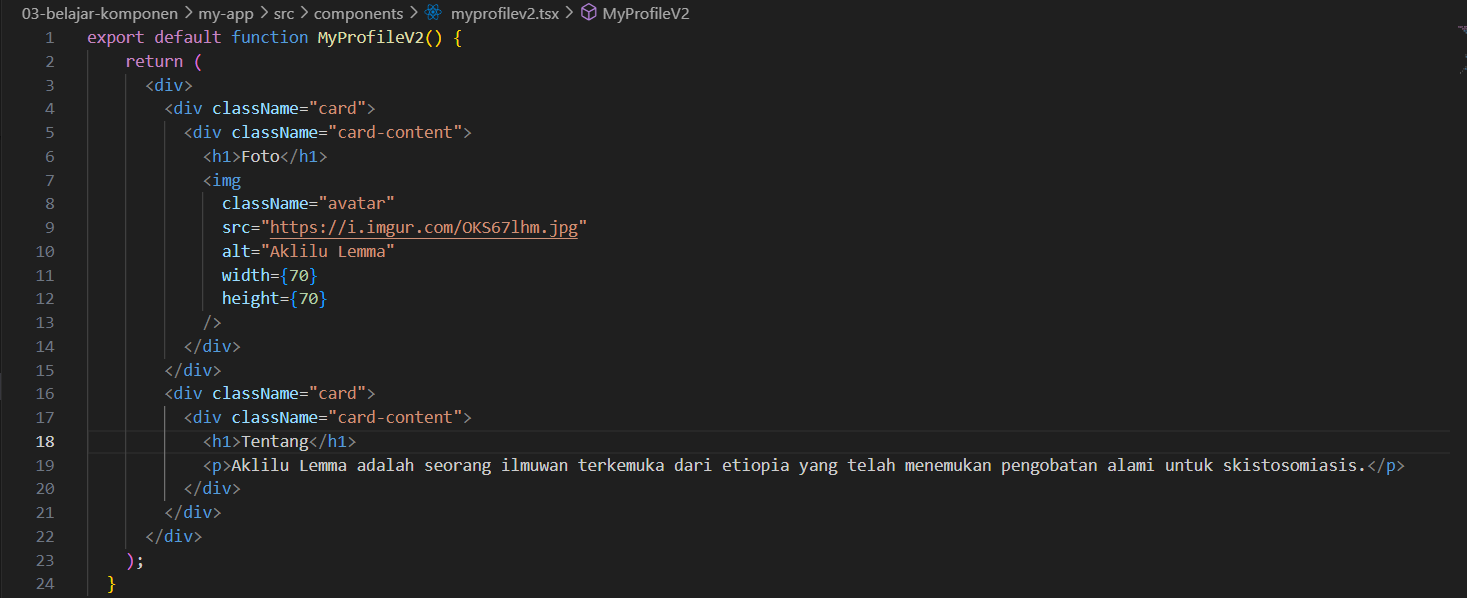 03-belajar-komponen > my-app > src > components > myprofilev2.tsx > MyProfileV2
1 export default function MyProfileV2() {
2     return (
3       <div>
4         <div className="card">
5           <div className="card-content">
6             <h1>Foto</h1>
7             <img
8               className="avatar"
9               src="https://i.imgur.com/OKS67lhm.jpg"
10               alt="Aklilu Lemma"
11               width={70}
12               height={70}
13             />
14           </div>
15         </div>
16         <div className="card">
17           <div className="card-content">
18             <h1>Tentang</h1>
19             <p>Aklilu Lemma adalah seorang ilmuwan terkemuka dari etiopia yang telah menemukan pengobatan alami untuk skistosomiasis.</p>
20           </div>
21         </div>
22       </div>
23     );
24   }